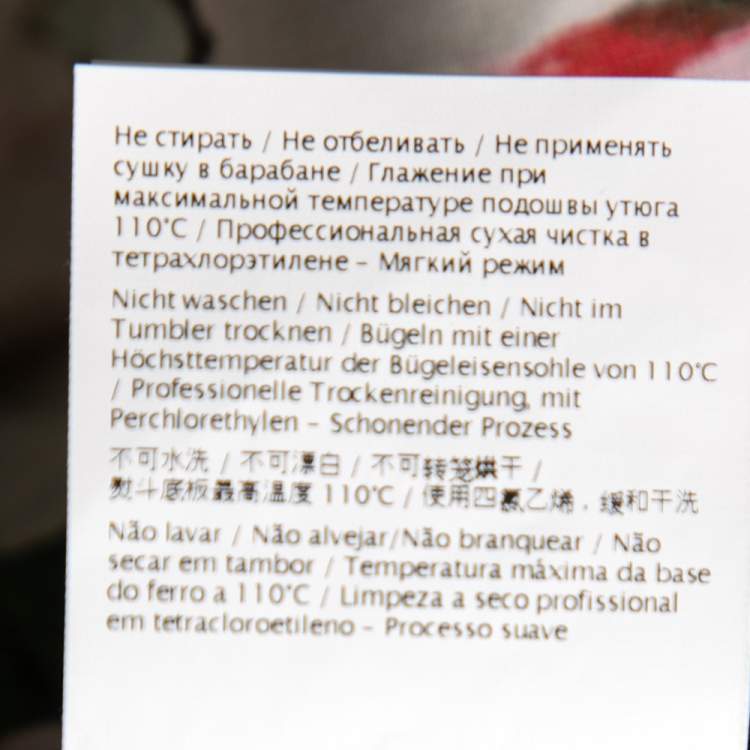 Не стирать / Не отбеливать / Не применять
сушку в барабане / Глажение при
максимальной температуре подошвы утюга
110°C / Профессиональная сухая чистка в
тетрахлорэтилене – Мягкий режим
Nicht waschen / Nicht bleichen / Nicht im
Tumbler trocknen / Bügeln mit einer
Höchsttemperatur der Bügeleisensohle von 110°C
/ Professionelle Trockenreinigung, mit
Perchlorethylen – Schonender Prozess
不可水洗 / 不可漂白 / 不可转笼烘干 /
熨斗底板最高温度 110°C / 使用四氯乙烯，缓和干洗
Não lavar / Não alvejar/Não branquear / Não
secar em tambor / Temperatura máxima da base
do ferro a 110°C / Limpeza a seco profissional
em tetracloroetileno – Processo suave